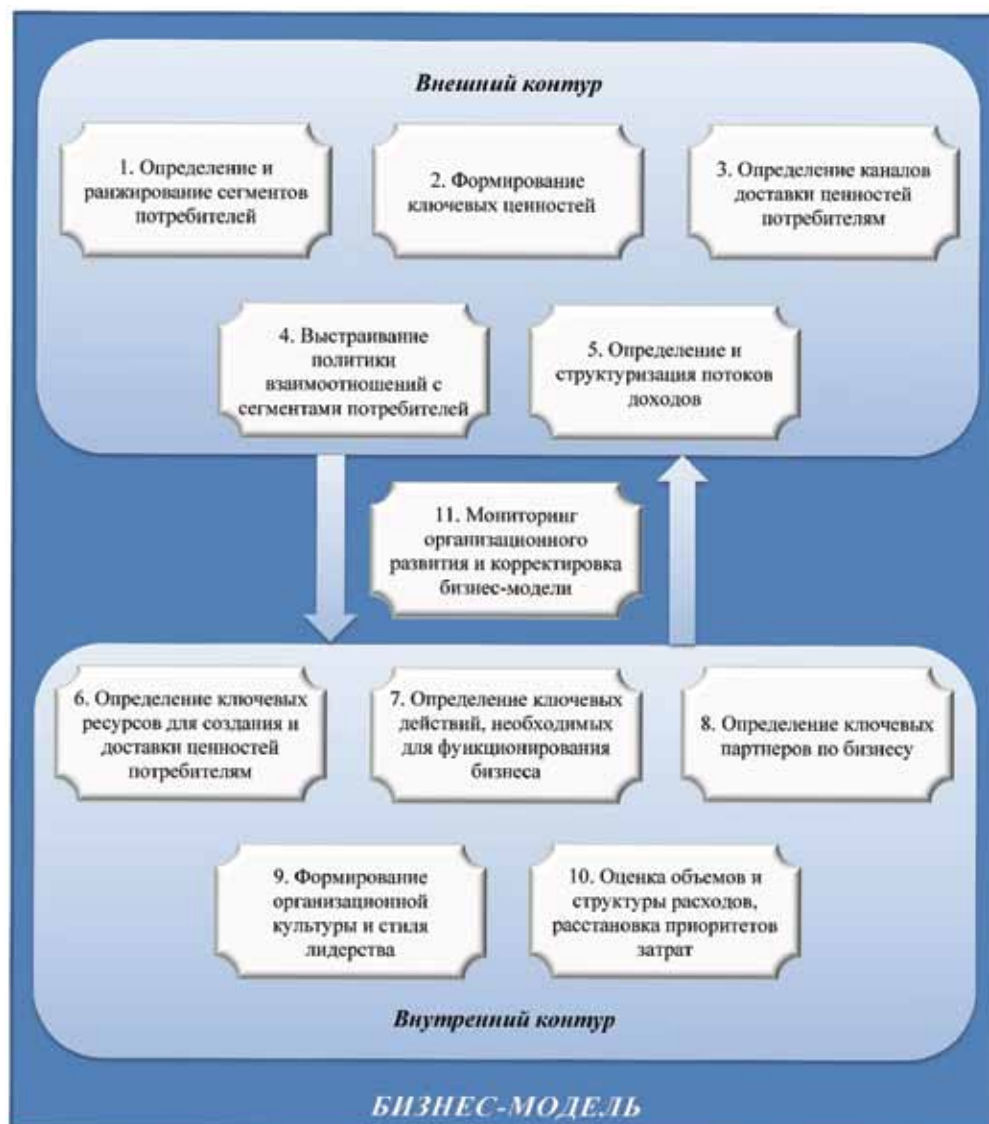 Внешний контур
1. Определение и
ранжирование сегментов
потребителей
2. Формирование
ключевых ценностей
3. Определение каналов
доставки ценностей
потребителям
4. Выстраивание
политики
взаимоотношений с
сегментами потребителей
5. Определение и
структуризация потоков
доходов
11. Мониторинг
организационного
развития и корректировка
бизнес-модели
6. Определение ключевых
ресурсов для создания и
доставки ценностей
потребителям
7. Определение ключевых
действий, необходимых
для функционирования
бизнеса
8. Определение ключевых
партнеров по бизнесу
9. Формирование
организационной
культуры и стиля
лидерства
10. Оценка объемов и
структуры расходов,
расстановка приоритетов
затрат
Внутренний контур
БИЗНЕС-МОДЕЛЬ